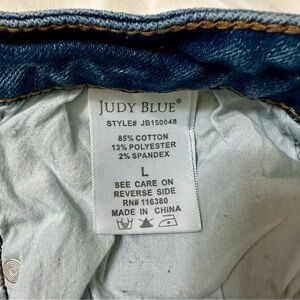 JUDY BLUE®
STYLE# JB150048
85% COTTON
13% POLYESTER
2% SPANDEX
L
SEE CARE ON
REVERSE SIDE
RN# 116380
MADE IN CHINA